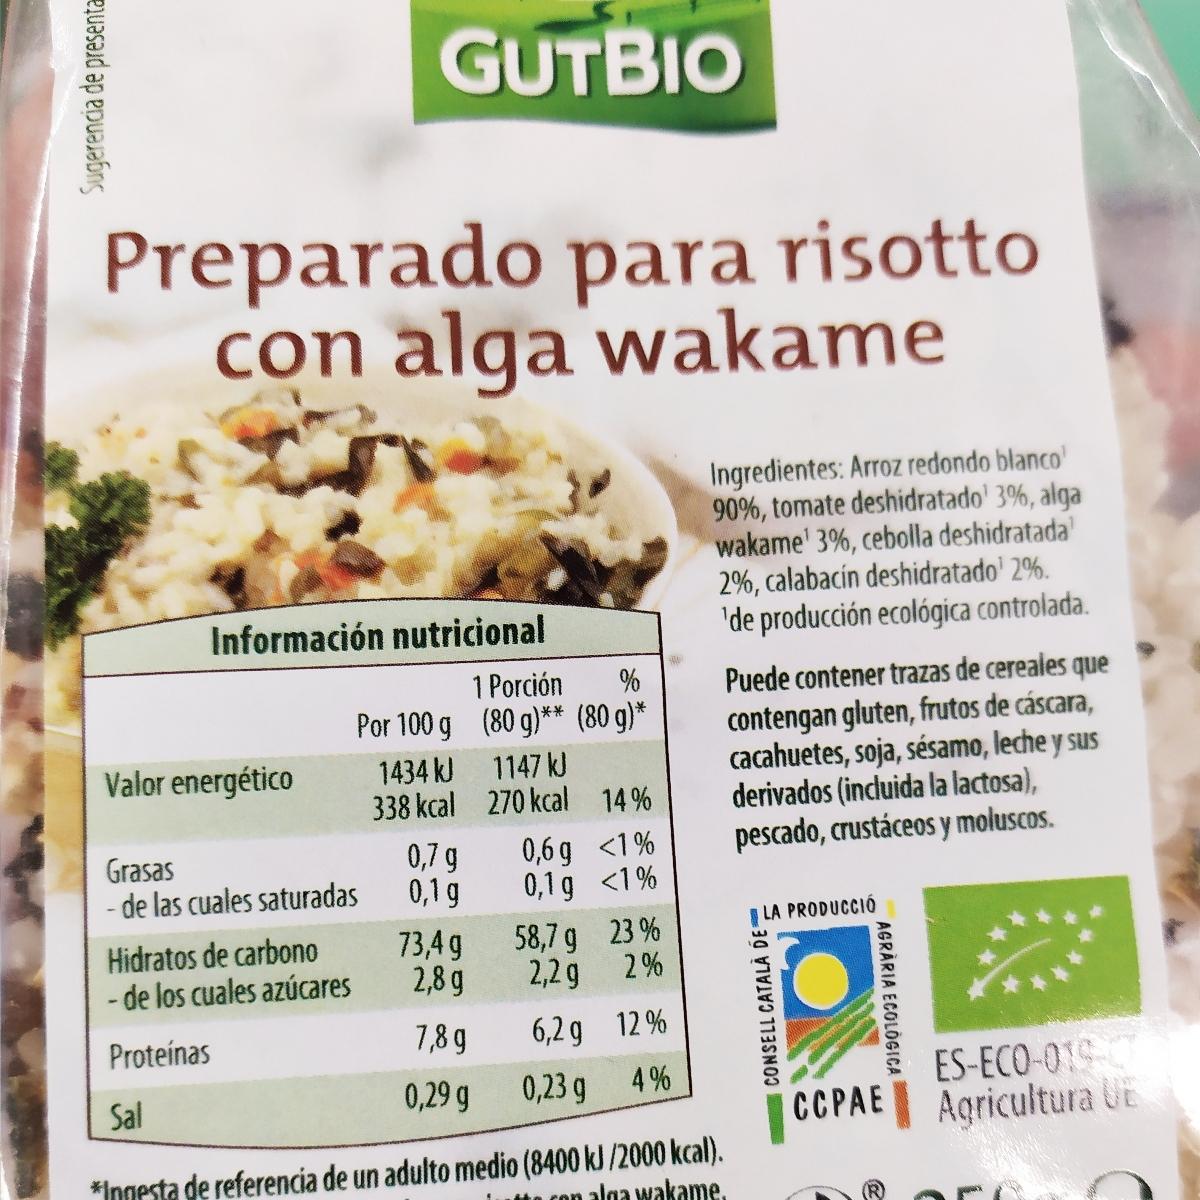 Sugerencia de
GUTBIO
Preparado para risotto
con alga wakame
Ingredientes: Arroz redondo blanco¹
90%, tomate deshidratado¹ 3%, alga
wakame¹ 3%, cebolla deshidratada¹
2%, calabacín deshidratado¹ 2%.
¹de producción ecológica controlada.
Puede contener trazas de cereales que
contengan gluten, frutos de cáscara,
cacahuetes, soja, sésamo, leche y sus
derivados (incluida la lactosa),
pescado, crustáceos y moluscos.
Información nutricional
1 Porción %
Por 100 g (80 g)** (80 g)*
Valor energético 1434 kJ 1147 kJ
338 kcal 270 kcal 14 %
Grasas 0,7 g 0,6 g <1 %
- de las cuales saturadas 0,1 g 0,1 g <1 %
Hidratos de carbono 73,4 g 58,7 g 23 %
- de los cuales azúcares 2,8 g 2,2 g 2 %
Proteínas 7,8 g 6,2 g 12 %
Sal 0,29 g 0,23 g 4 %
*Ingesta de referencia de un adulto medio (8400 kJ /2000 kcal).
con alga wakame.
CONSELL CATALÀ DE
LA PRODUCCIÓ
AGRÀRIA ECOLÒGICA
CCPAE
ES-ECO-019-CT
Agricultura UE
®